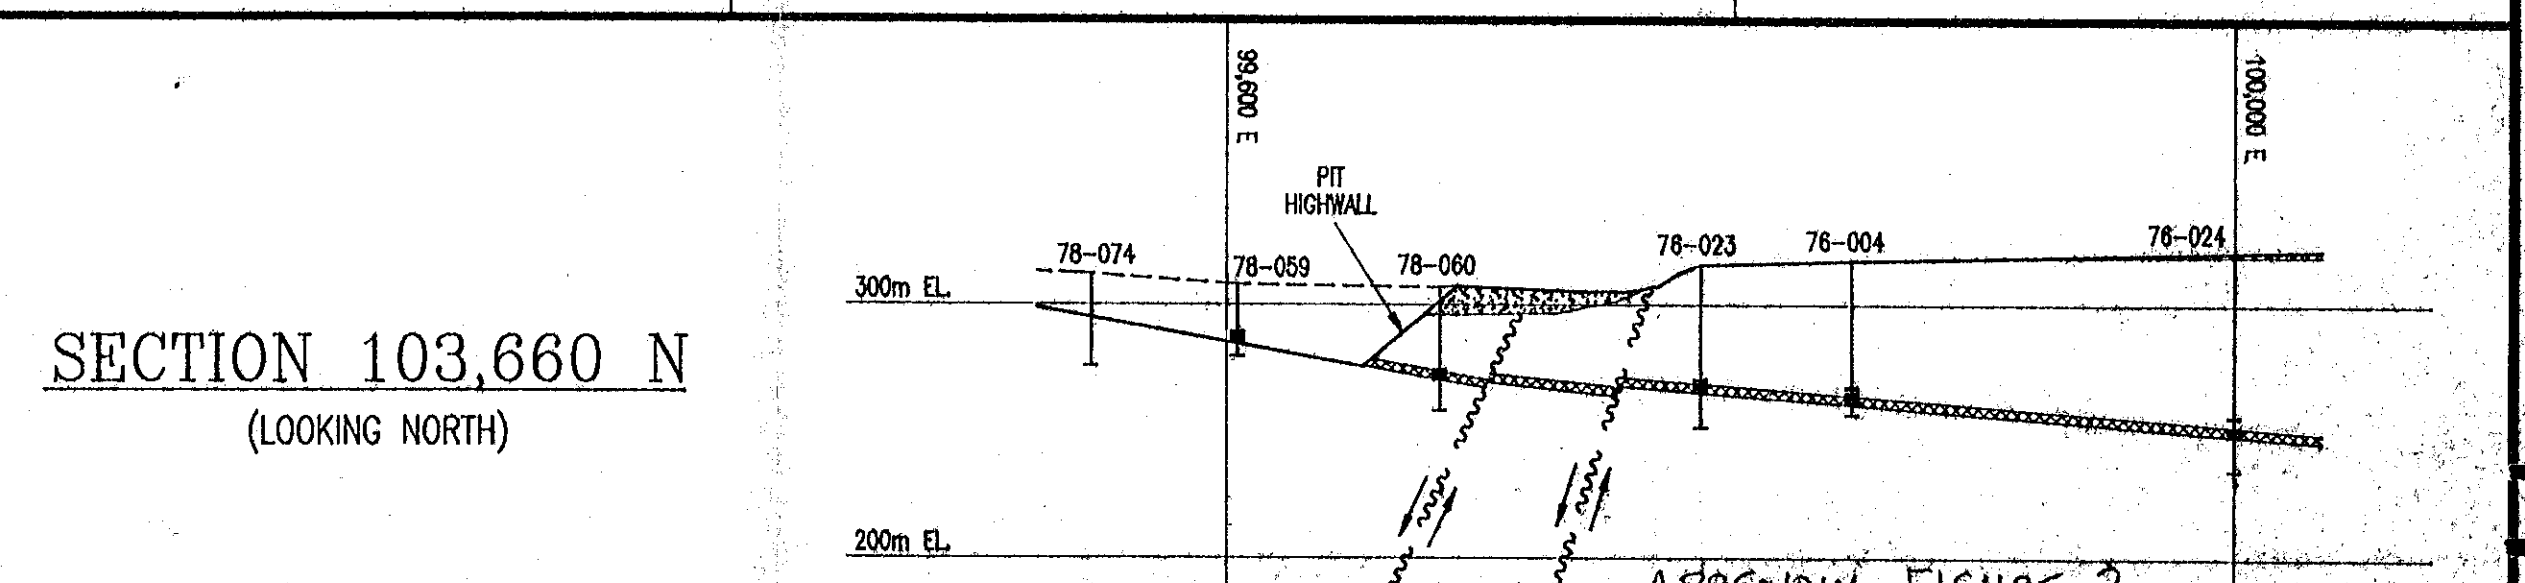 99,600 E
100,000 E
PIT
HIGHWALL
78-074
78-059
78-060
76-023
76-004
76-024
300m EL.
SECTION 103,660 N
(LOOKING NORTH)
200m EL.